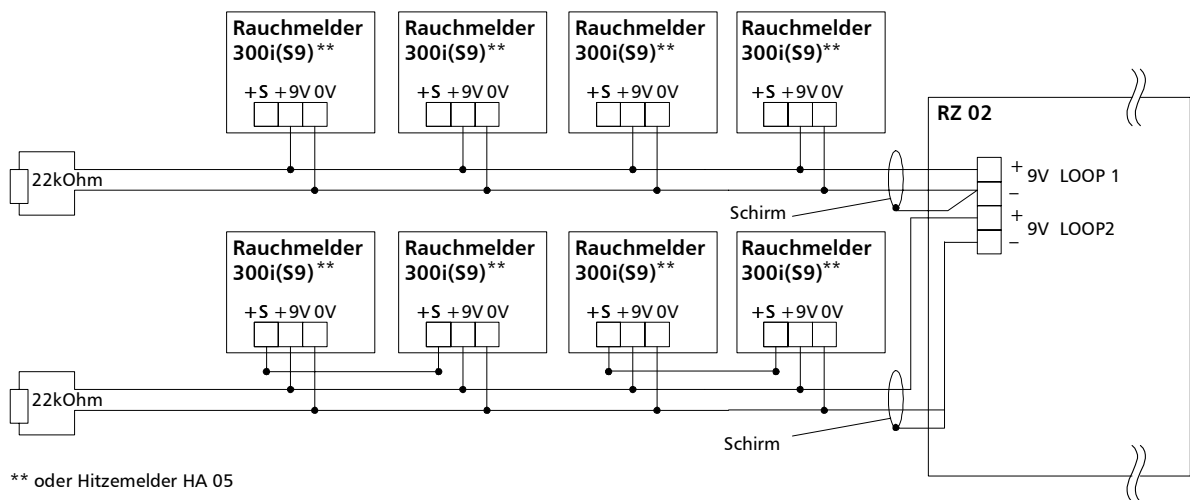 Rauchmelder
300i(S9)**
+S +9V 0V
Rauchmelder
300i(S9)**
+S +9V 0V
Rauchmelder
300i(S9)**
+S +9V 0V
Rauchmelder
300i(S9)**
+S +9V 0V
RZ 02
22kOhm
+
9V LOOP 1
–
+
9V LOOP2
–
Schirm
Rauchmelder
300i(S9)**
+S +9V 0V
Rauchmelder
300i(S9)**
+S +9V 0V
Rauchmelder
300i(S9)**
+S +9V 0V
Rauchmelder
300i(S9)**
+S +9V 0V
22kOhm
Schirm
** oder Hitzemelder HA 05